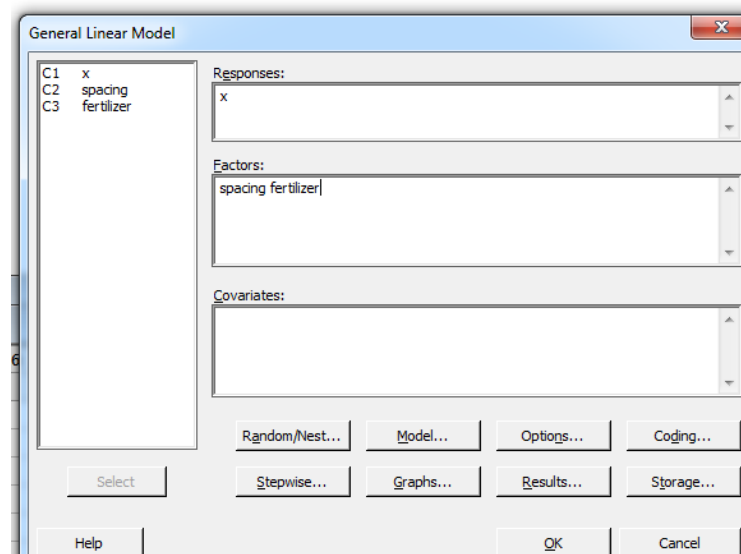 General Linear Model
C1 x
C2 spacing
C3 fertilizer
Responses:
x
Factors:
spacing fertilizer
Covariates:
6
Random/Nest... Model... Options... Coding...
Select Stepwise... Graphs... Results... Storage...
Help OK Cancel